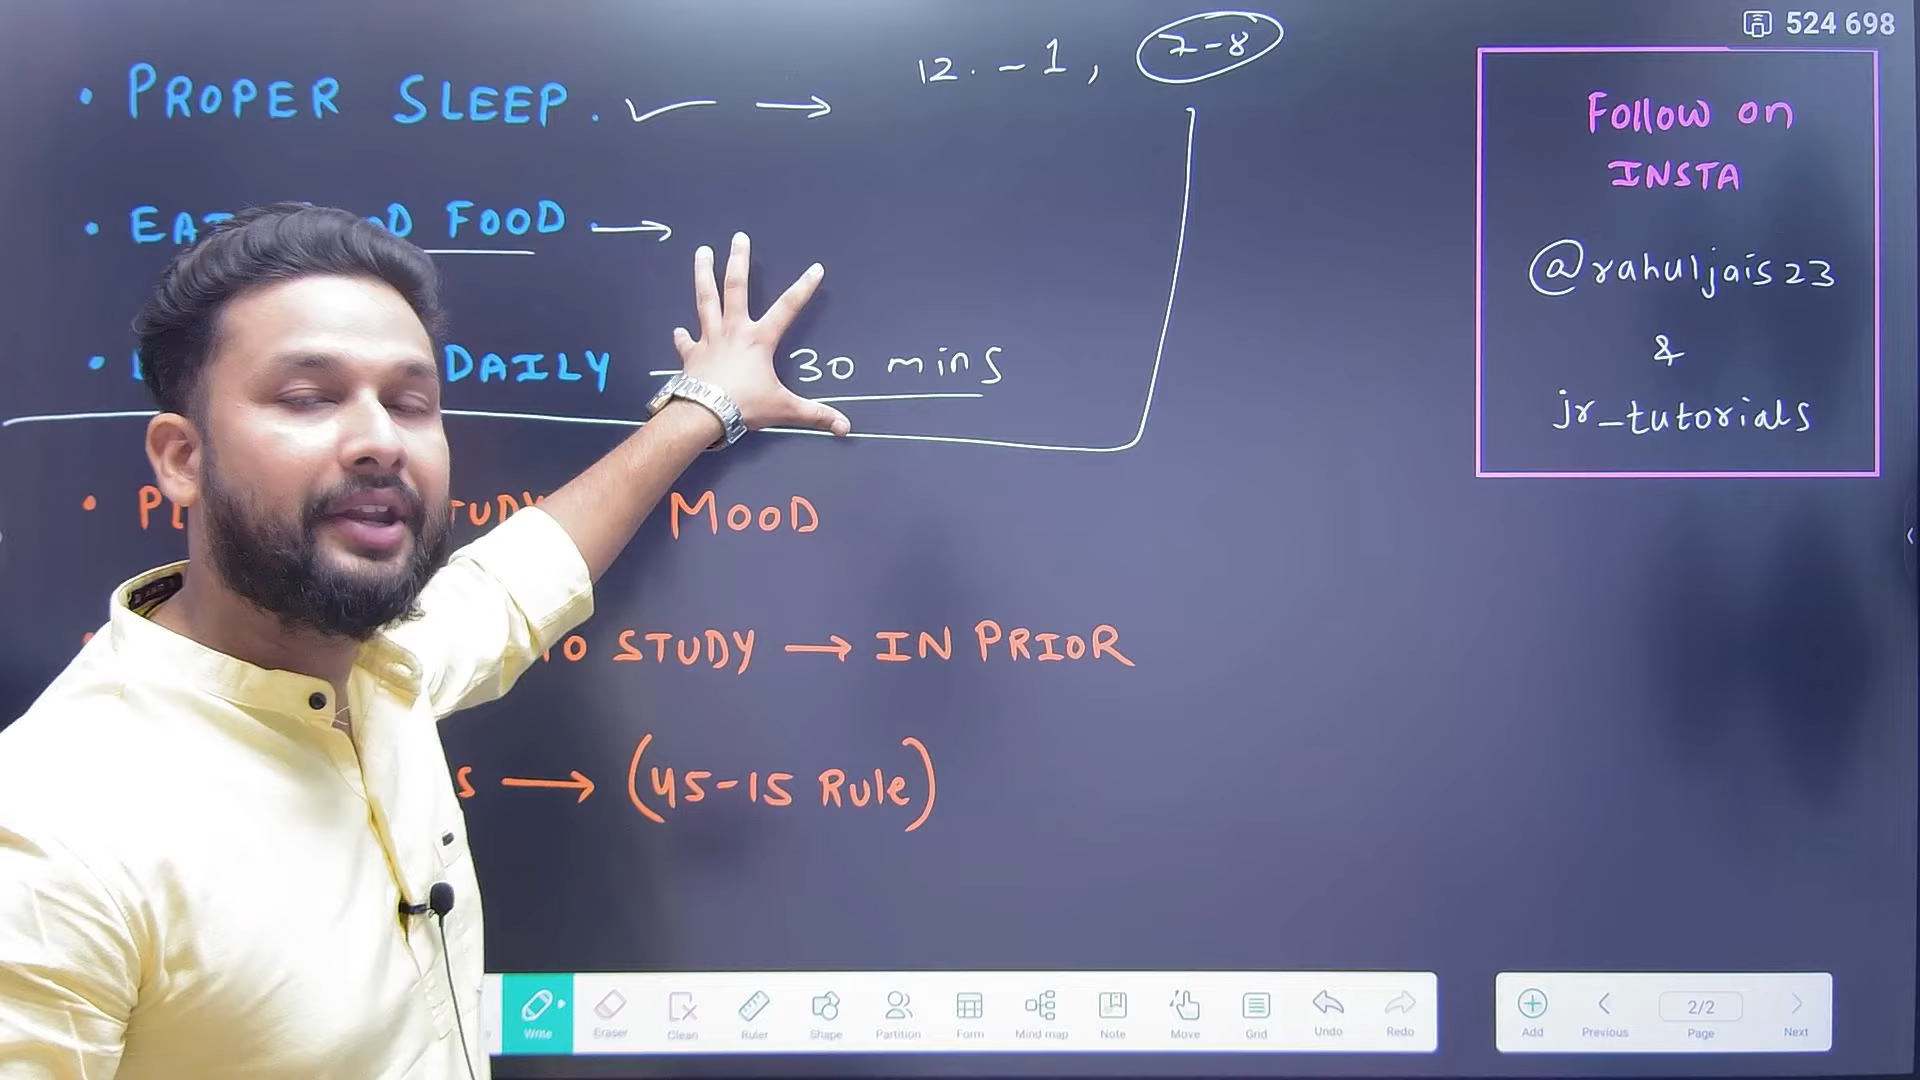 524 698
12. - 1, 7-8
• PROPER SLEEP. →
• EAT FOOD →
• DAILY 30 mins
• MOOD
TO STUDY → IN PRIOR
S → (45-15 Rule)
Follow on
INSTA
@rahuljais23
&
jr_tutorials
Write Eraser Clean Ruler Shape Partition Form Mind map Note Move Grid Undo Redo
Add Previous 2/2 Page Next